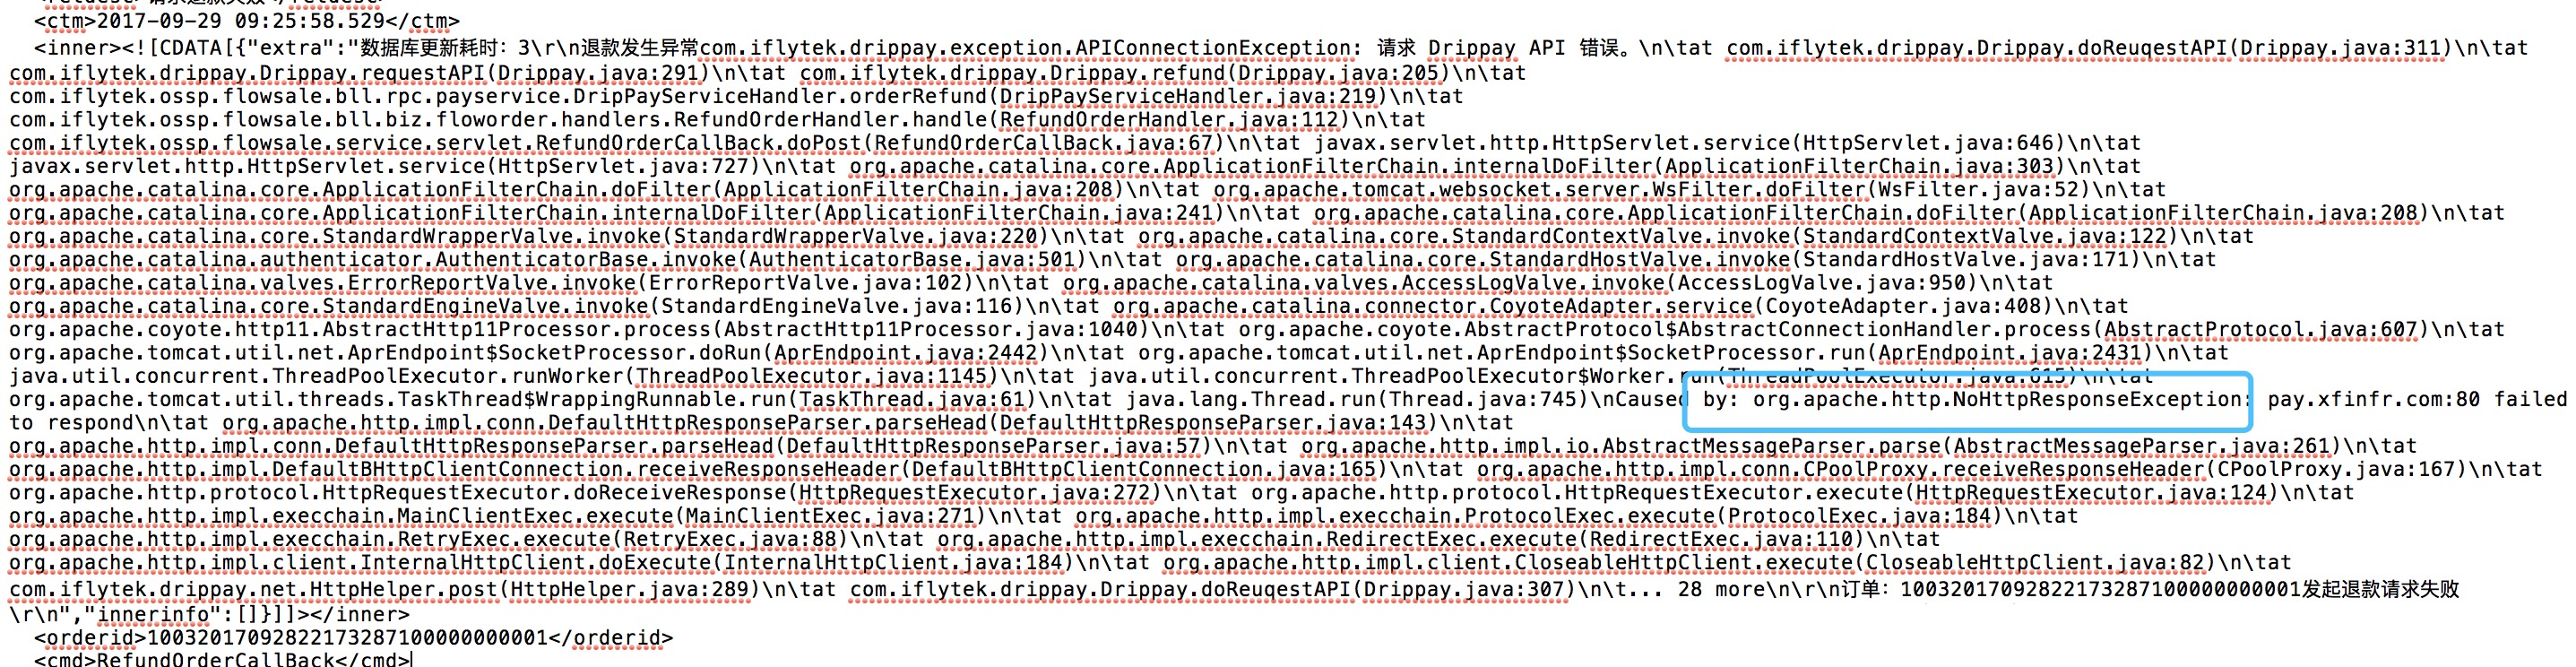 <retdesc>请求退款失败</retdesc>
<ctm>2017-09-29 09:25:58.529</ctm>
<inner><![CDATA[{"extra":"数据库更新耗时：3\r\n退款发生异常com.iflytek.drippay.exception.APIConnectionException: 请求 Drippay API 错误。\n\tat com.iflytek.drippay.Drippay.doReuqestAPI(Drippay.java:311)\n\tat
com.iflytek.drippay.Drippay.requestAPI(Drippay.java:291)\n\tat com.iflytek.drippay.Drippay.refund(Drippay.java:205)\n\tat
com.iflytek.ossp.flowsale.bll.rpc.payservice.DripPayServiceHandler.orderRefund(DripPayServiceHandler.java:219)\n\tat
com.iflytek.ossp.flowsale.bll.biz.floworder.handlers.RefundOrderHandler.handle(RefundOrderHandler.java:112)\n\tat
com.iflytek.ossp.flowsale.service.servlet.RefundOrderCallBack.doPost(RefundOrderCallBack.java:67)\n\tat javax.servlet.http.HttpServlet.service(HttpServlet.java:646)\n\tat
javax.servlet.http.HttpServlet.service(HttpServlet.java:727)\n\tat org.apache.catalina.core.ApplicationFilterChain.internalDoFilter(ApplicationFilterChain.java:303)\n\tat
org.apache.catalina.core.ApplicationFilterChain.doFilter(ApplicationFilterChain.java:208)\n\tat org.apache.tomcat.websocket.server.WsFilter.doFilter(WsFilter.java:52)\n\tat
org.apache.catalina.core.ApplicationFilterChain.internalDoFilter(ApplicationFilterChain.java:241)\n\tat org.apache.catalina.core.ApplicationFilterChain.doFilter(ApplicationFilterChain.java:208)\n\tat
org.apache.catalina.core.StandardWrapperValve.invoke(StandardWrapperValve.java:220)\n\tat org.apache.catalina.core.StandardContextValve.invoke(StandardContextValve.java:122)\n\tat
org.apache.catalina.authenticator.AuthenticatorBase.invoke(AuthenticatorBase.java:501)\n\tat org.apache.catalina.core.StandardHostValve.invoke(StandardHostValve.java:171)\n\tat
org.apache.catalina.valves.ErrorReportValve.invoke(ErrorReportValve.java:102)\n\tat org.apache.catalina.valves.AccessLogValve.invoke(AccessLogValve.java:950)\n\tat
org.apache.catalina.core.StandardEngineValve.invoke(StandardEngineValve.java:116)\n\tat org.apache.catalina.connector.CoyoteAdapter.service(CoyoteAdapter.java:408)\n\tat
org.apache.coyote.http11.AbstractHttp11Processor.process(AbstractHttp11Processor.java:1040)\n\tat org.apache.coyote.AbstractProtocol$AbstractConnectionHandler.process(AbstractProtocol.java:607)\n\tat
org.apache.tomcat.util.net.AprEndpoint$SocketProcessor.doRun(AprEndpoint.java:2442)\n\tat org.apache.tomcat.util.net.AprEndpoint$SocketProcessor.run(AprEndpoint.java:2431)\n\tat
java.util.concurrent.ThreadPoolExecutor.runWorker(ThreadPoolExecutor.java:1145)\n\tat java.util.concurrent.ThreadPoolExecutor$Worker.run(ThreadPoolExecutor.java:615)\n\tat
org.apache.tomcat.util.threads.TaskThread$WrappingRunnable.run(TaskThread.java:61)\n\tat java.lang.Thread.run(Thread.java:745)\nCaused by: org.apache.http.NoHttpResponseException: pay.xfinfr.com:80 failed
to respond\n\tat org.apache.http.impl.conn.DefaultHttpResponseParser.parseHead(DefaultHttpResponseParser.java:143)\n\tat
org.apache.http.impl.conn.DefaultHttpResponseParser.parseHead(DefaultHttpResponseParser.java:57)\n\tat org.apache.http.impl.io.AbstractMessageParser.parse(AbstractMessageParser.java:261)\n\tat
org.apache.http.impl.DefaultBHttpClientConnection.receiveResponseHeader(DefaultBHttpClientConnection.java:165)\n\tat org.apache.http.impl.conn.CPoolProxy.receiveResponseHeader(CPoolProxy.java:167)\n\tat
org.apache.http.protocol.HttpRequestExecutor.doReceiveResponse(HttpRequestExecutor.java:272)\n\tat org.apache.http.protocol.HttpRequestExecutor.execute(HttpRequestExecutor.java:124)\n\tat
org.apache.http.impl.execchain.MainClientExec.execute(MainClientExec.java:271)\n\tat org.apache.http.impl.execchain.ProtocolExec.execute(ProtocolExec.java:184)\n\tat
org.apache.http.impl.execchain.RetryExec.execute(RetryExec.java:88)\n\tat org.apache.http.impl.execchain.RedirectExec.execute(RedirectExec.java:110)\n\tat
org.apache.http.impl.client.InternalHttpClient.doExecute(InternalHttpClient.java:184)\n\tat org.apache.http.impl.client.CloseableHttpClient.execute(CloseableHttpClient.java:82)\n\tat
com.iflytek.drippay.net.HttpHelper.post(HttpHelper.java:289)\n\tat com.iflytek.drippay.Drippay.doReuqestAPI(Drippay.java:307)\n\t... 28 more\n\r\n订单：1003201709282217328710000000001发起退款请求失败
\r\n","innerinfo":[]}]]></inner>
<orderid>1003201709282217328710000000001</orderid>
<cmd>RefundOrderCallBack</cmd>